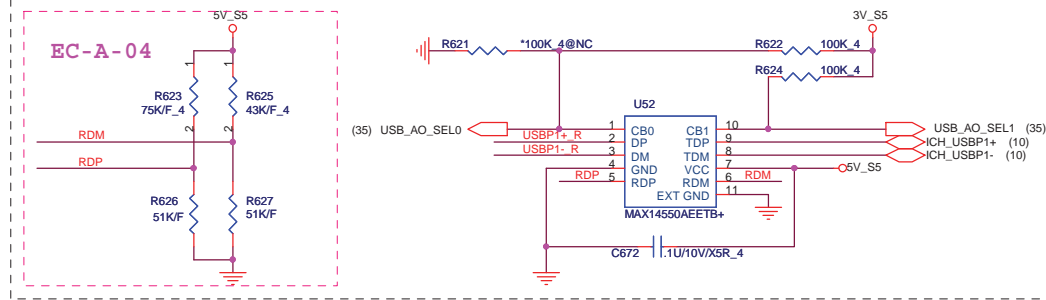 5V_S5
EC-A-04
1
1
R623
75K/F_4
R625
43K/F_4
2
2
RDM
RDP
R626
51K/F
R627
51K/F
3V_S5
R621
*100K_4@NC
R622
100K_4
R624
100K_4
U52
(35) USB_AO_SEL0
1 CB0
CB1 10
USB_AO_SEL1 (35)
USBP1+_R
2 DP
TDP 9
ICH_USBP1+ (10)
USBP1-_R
3 DM
TDM 8
ICH_USBP1- (10)
4 GND
VCC 7
5V_S5
RDP
5 RDP
RDM 6
RDM
EXT GND 11
MAX14550AEETB+
C672
.1U/10V/X5R_4